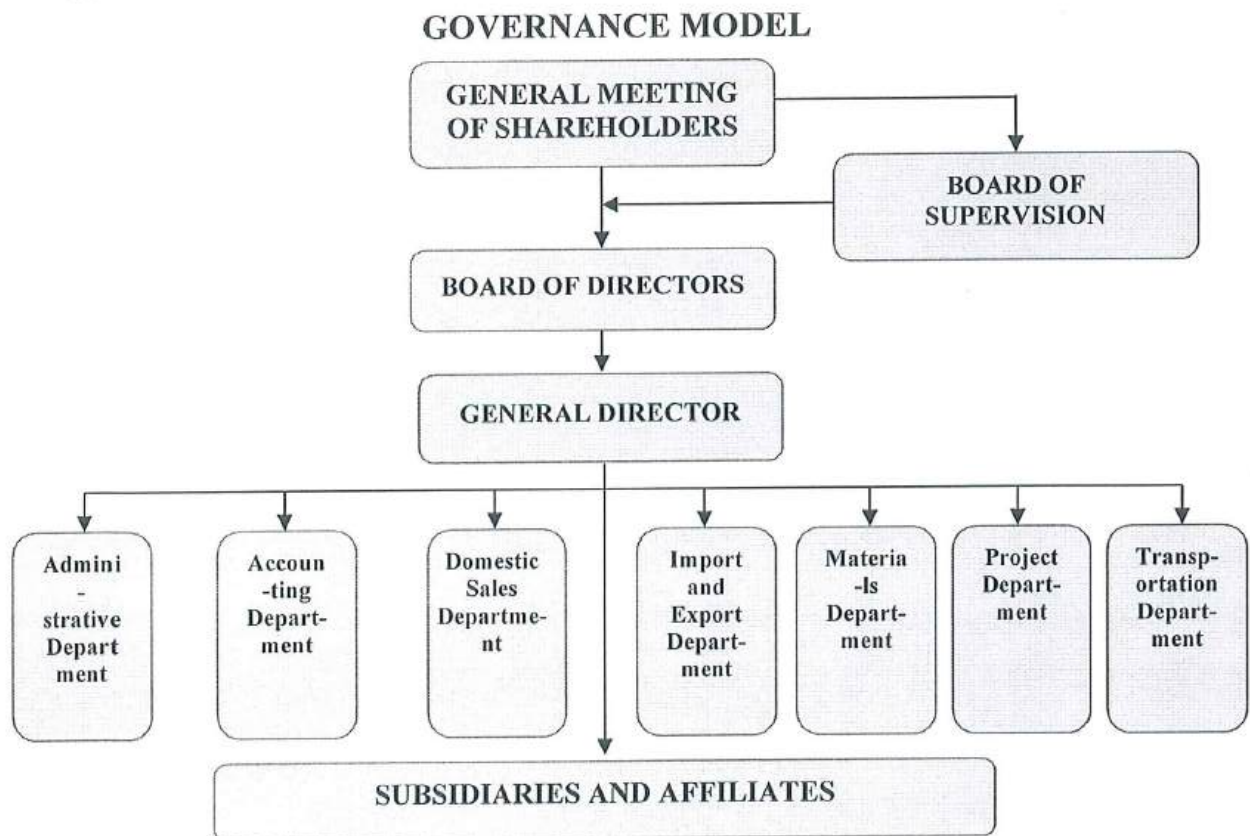 GOVERNANCE MODEL
GENERAL MEETING
OF SHAREHOLDERS
BOARD OF
SUPERVISION
BOARD OF DIRECTORS
GENERAL DIRECTOR
Admini
-
strative
Depart
ment
Accoun
-ting
Depart-
ment
Domestic
Sales
Departme-
nt
Import
and
Export
Depart-
ment
Materia
-ls
Depart-
ment
Project
Depart-
ment
Transp-
ortation
Depart-
ment
SUBSIDIARIES AND AFFILIATES